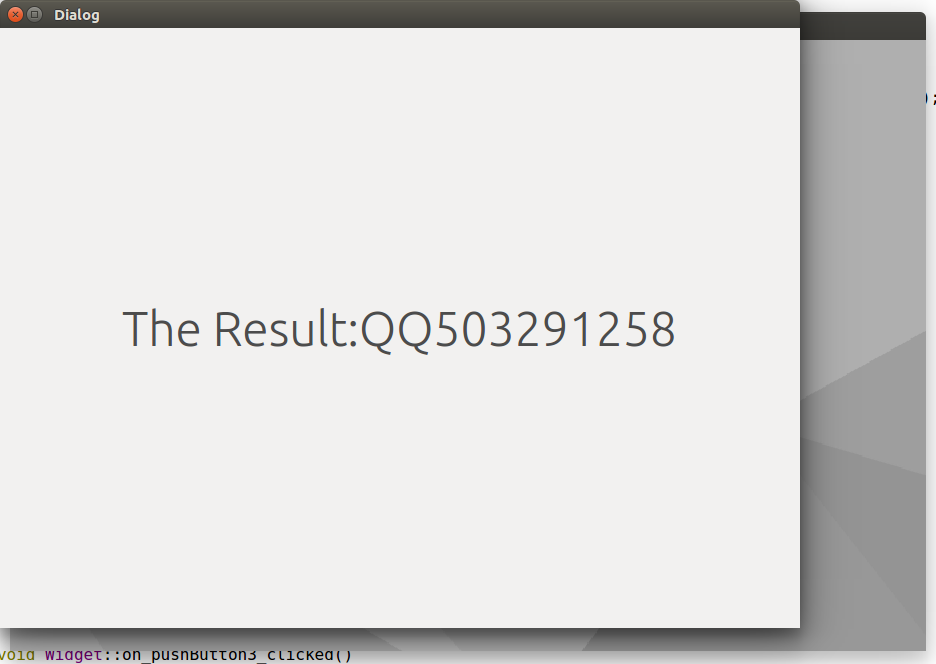 Dialog
);
The Result:QQ503291258
void Widget::on_pushButton3_clicked()